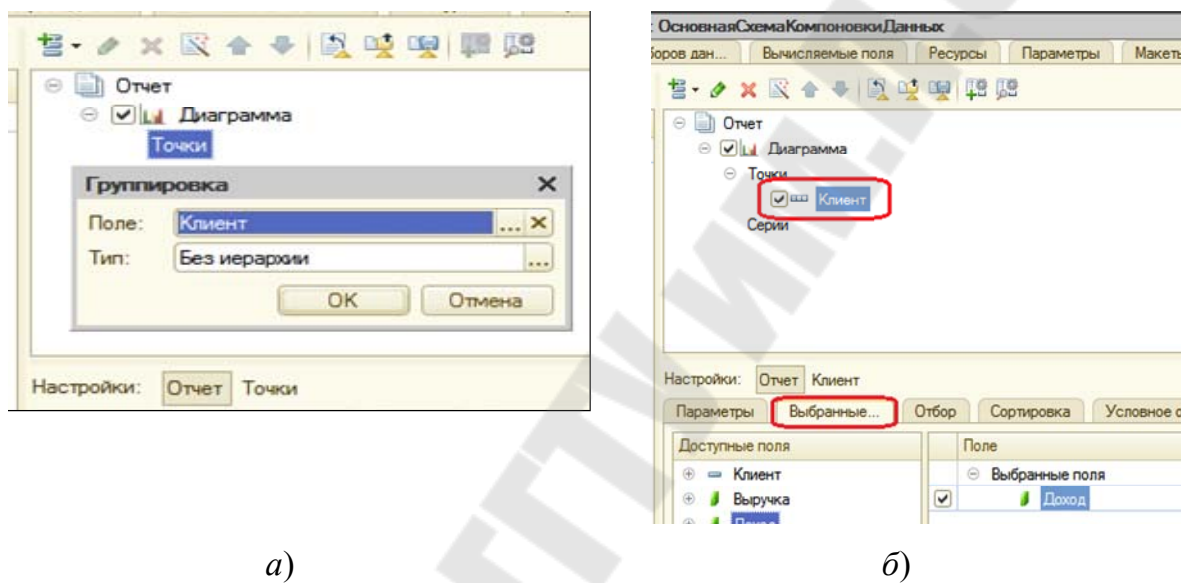 Отчет
Диаграмма
Точки
Группировка
Поле: Клиент ...
Тип: Без иерархии ...
OK Отмена
Настройки: Отчет Точки
а)
ОсновнаяСхемаКомпоновкиДанных
Вычисляемые поля Ресурсы Параметры
Отчет
Диаграмма
Точки
Клиент
Серии
Настройки: Отчет Клиент
Параметры Выбранные... Отбор Сортировка Условное
Доступные поля Поле
Клиент Выбранные поля
Выручка Доход
Доход
б)